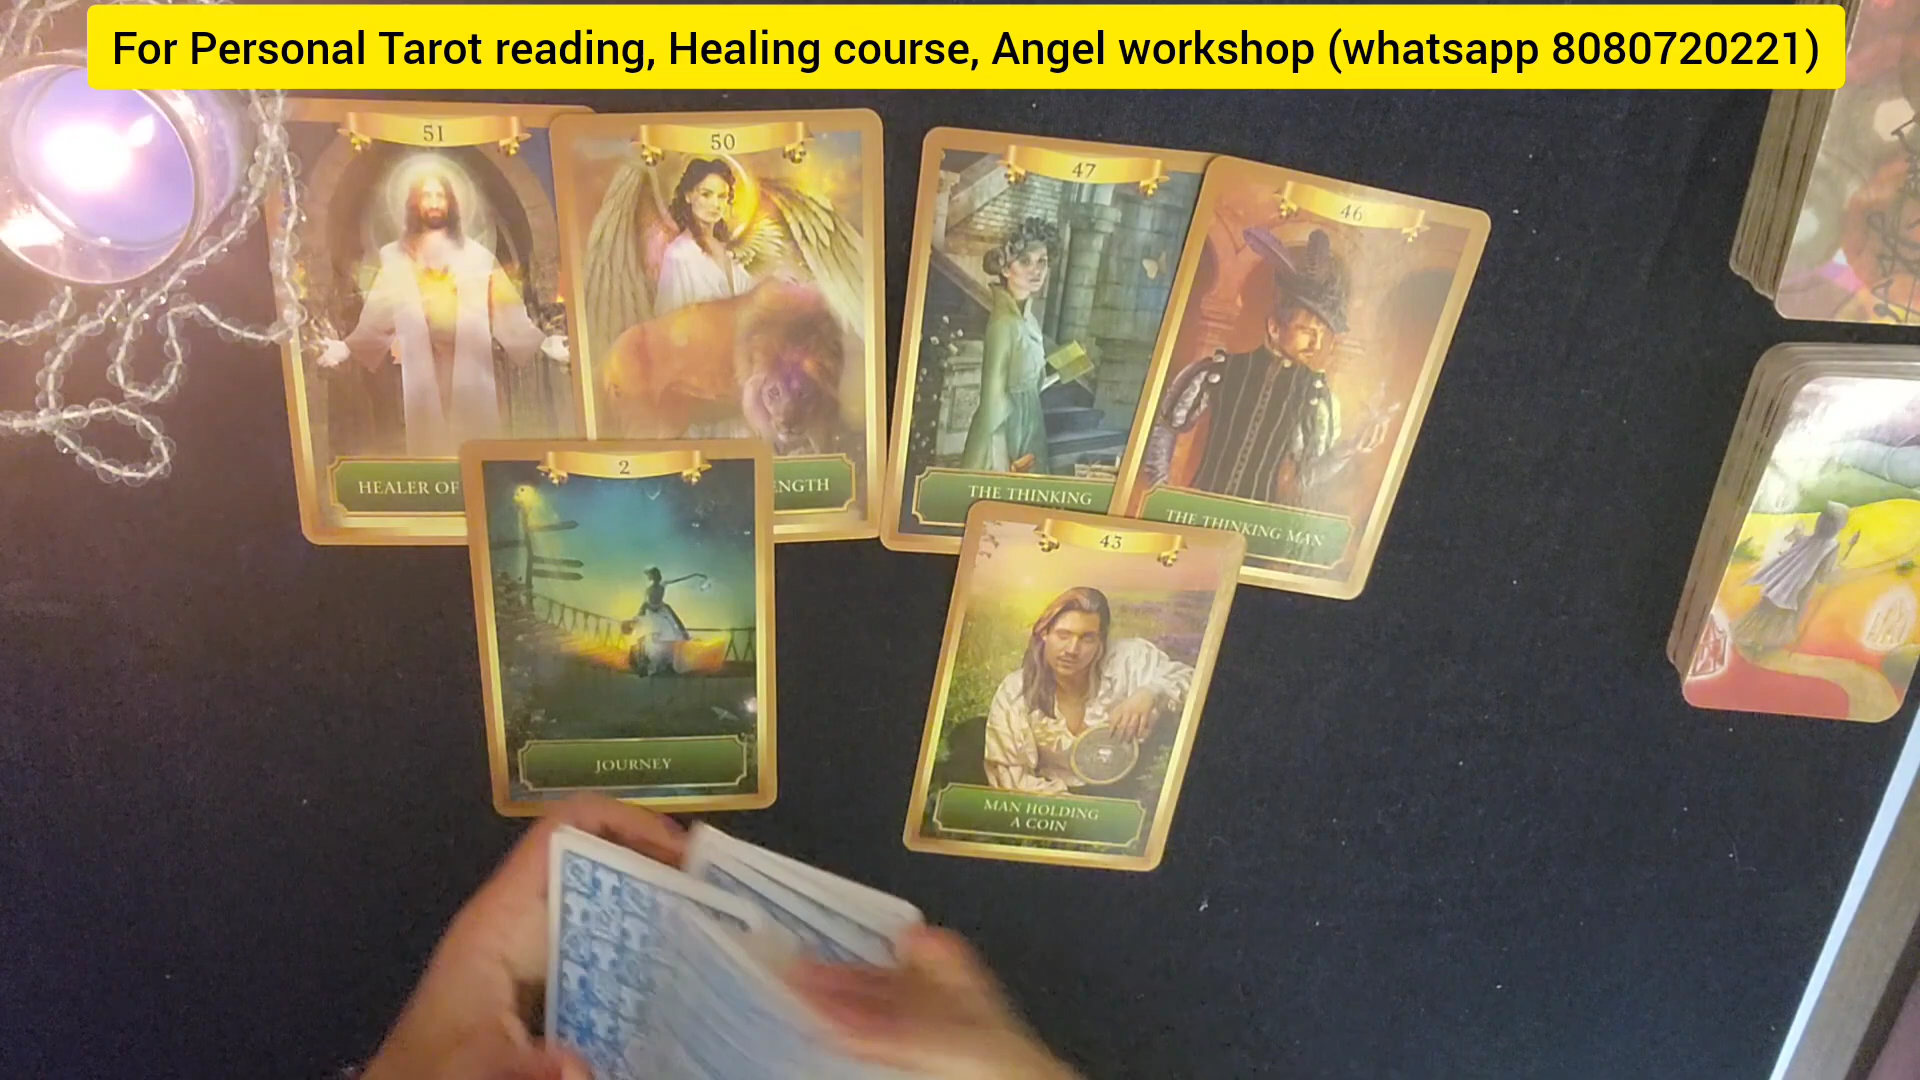 For Personal Tarot reading, Healing course, Angel workshop (whatsapp 8080720221)
51
50
47
46
HEALER OF
ENGTH
THE THINKING
THE THINKING MAN
2
43
JOURNEY
MAN HOLDING
A COIN